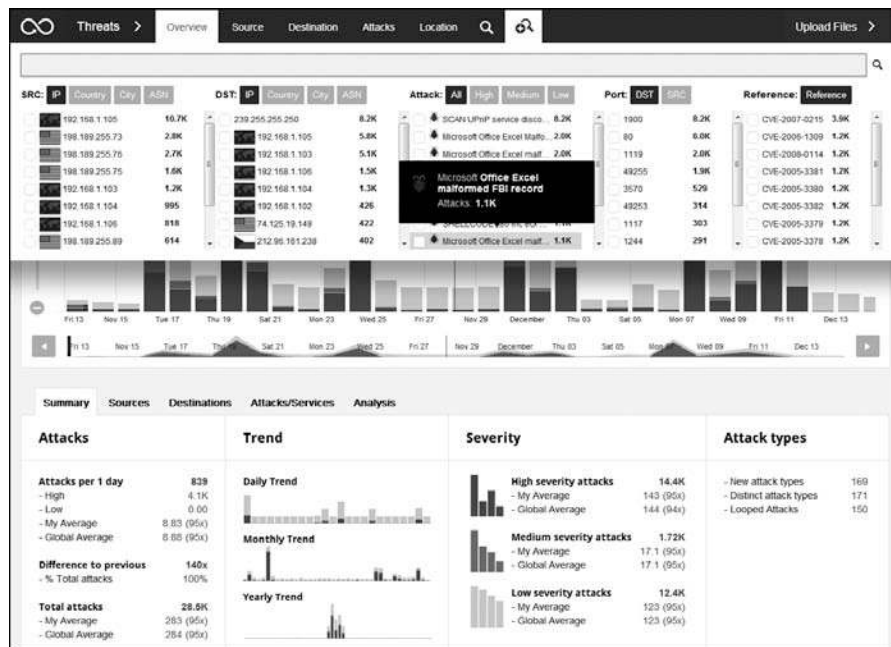 Threats > Overview Source Destination Attacks Location Upload Files >
SRC: IP Country City ASN DST: IP Country City ASN Attack: All High Medium Low Port: DST SRC Reference: Reference
192.168.1.105 10.7K 239.255.255.250 8.2K SCAN UPnP service disco... 8.2K 1900 8.2K CVE-2007-0215 3.9K
198.189.255.73 2.8K 192.168.1.105 5.8K Microsoft Office Excel Malfo... 2.0K 80 6.0K CVE-2006-1309 1.2K
198.189.255.75 2.7K 192.168.1.103 5.1K Microsoft Office Excel malf... 2.0K 1119 2.0K CVE-2008-0114 1.2K
198.189.255.75 1.6K 192.168.1.106 1.5K 49255 1.9K CVE-2005-3381 1.2K
192.168.1.103 1.2K 192.168.1.104 1.3K 3570 529 CVE-2005-3380 1.2K
192.168.1.104 995 192.168.1.102 426 49253 314 CVE-2005-3382 1.2K
192.168.1.106 818 74.125.19.149 422 1117 303 CVE-2005-3379 1.2K
198.189.255.89 614 212.96.161.238 402 Microsoft Office Excel malf... 1.1K 1244 291 CVE-2005-3378 1.2K
Microsoft Office Excel
malformed FBI record
Attacks: 1.1K
Fri 13 Nov 15 Tue 17 Thu 19 Sat 21 Mon 23 Wed 25 Fri 27 Nov 29 December Thu 03 Sat 05 Mon 07 Wed 09 Fri 11 Dec 13
Fri 13 Nov 15 Tue 17 Thu 19 Sat 21 Mon 23 Wed 25 Fri 27 Nov 29 December Thu 03 Sat 05 Mon 07 Wed 09 Fri 11 Dec 13
Summary Sources Destinations Attacks/Services Analysis
Attacks
Attacks per 1 day 839
- High 4.1K
- Low 0.00
- My Average 8.83 (95x)
- Global Average 8.88 (95x)
Difference to previous 140x
- % Total attacks 100%
Total attacks 28.5K
- My Average 283 (95x)
- Global Average 284 (95x)
Trend
Daily Trend
Monthly Trend
Yearly Trend
Severity
High severity attacks 14.4K
- My Average 143 (95x)
- Global Average 144 (94x)
Medium severity attacks 1.72K
- My Average 17.1 (95x)
- Global Average 17.1 (95x)
Low severity attacks 12.4K
- My Average 123 (95x)
- Global Average 123 (95x)
Attack types
- New attack types 169
- Distinct attack types 171
- Looped Attacks 150